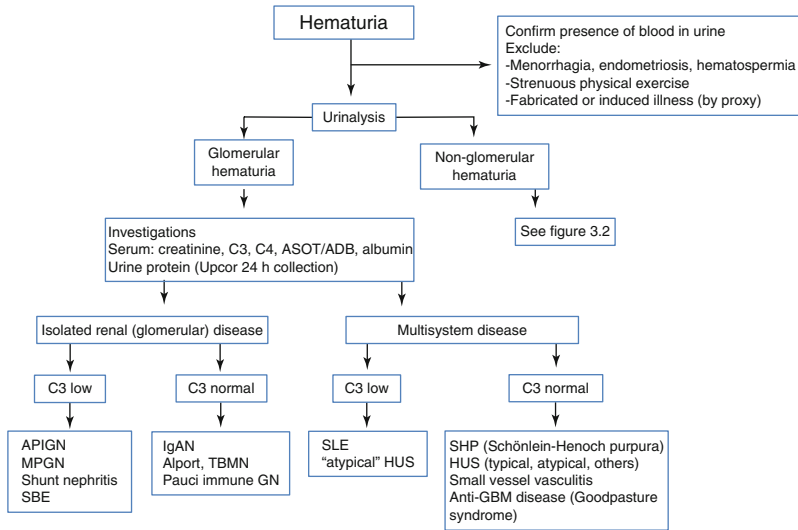 Hematuria
Confirm presence of blood in urine
Exclude:
-Menorrhagia, endometriosis, hematospermia
-Strenuous physical exercise
-Fabricated or induced illness (by proxy)
Urinalysis
Glomerular
hematuria
Non-glomerular
hematuria
Investigations
Serum: creatinine, C3, C4, ASOT/ADB, albumin
Urine protein (Upcor 24 h collection)
See figure 3.2
Isolated renal (glomerular) disease
Multisystem disease
C3 low
C3 normal
C3 low
C3 normal
APIGN
MPGN
Shunt nephritis
SBE
IgAN
Alport, TBMN
Pauci immune GN
SLE
“atypical” HUS
SHP (Schönlein-Henoch purpura)
HUS (typical, atypical, others)
Small vessel vasculitis
Anti-GBM disease (Goodpasture
syndrome)